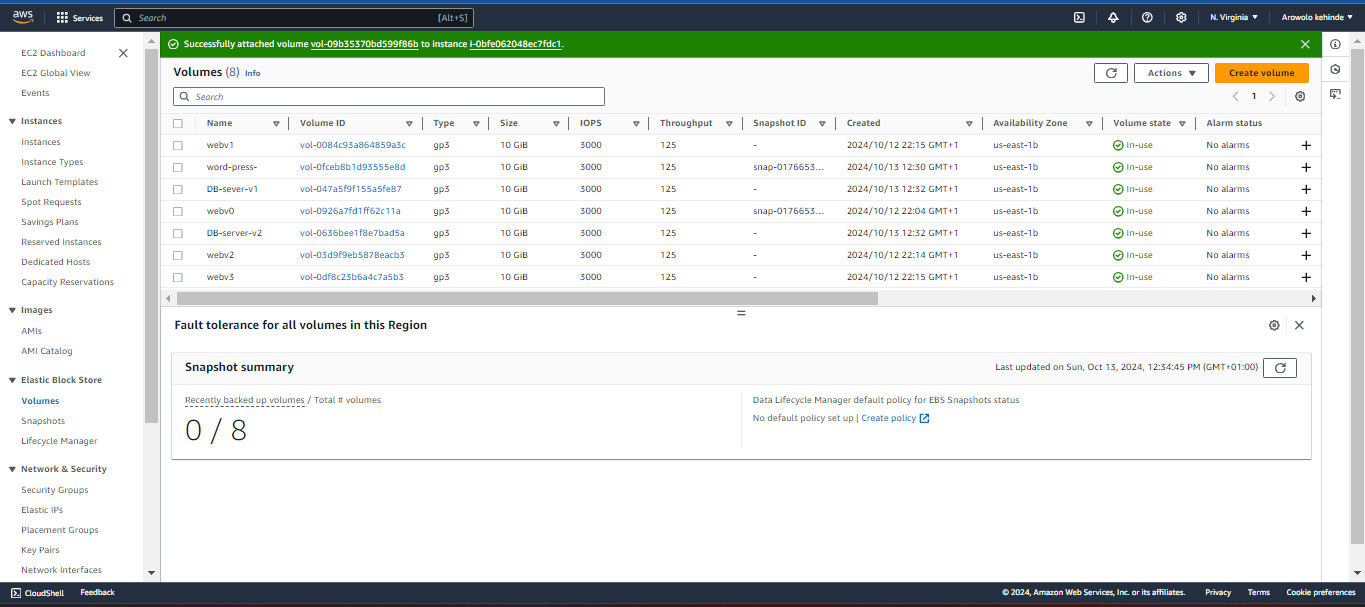 aws Services Search [Alt+S] N. Virginia Arowolo kehinde
EC2 Dashboard
EC2 Global View
Events
Instances
Instances
Instance Types
Launch Templates
Spot Requests
Savings Plans
Reserved Instances
Dedicated Hosts
Capacity Reservations
Images
AMIs
AMI Catalog
Elastic Block Store
Volumes
Snapshots
Lifecycle Manager
Network & Security
Security Groups
Elastic IPs
Placement Groups
Key Pairs
Network Interfaces
Successfully attached volume vol-09b35370bd599f86b to instance i-0bfe062048ec7fdc1.
Volumes (8) Info
Actions Create volume
Search
1
Name Volume ID Type Size IOPS Throughput Snapshot ID Created Availability Zone Volume state Alarm status
webv1 vol-0084c93a864859a3c gp3 10 GiB 3000 125 - 2024/10/12 22:15 GMT+1 us-east-1b In-use No alarms +
word-press- vol-0fceb8b1d93555e8d gp3 10 GiB 3000 125 snap-0176653... 2024/10/13 12:30 GMT+1 us-east-1b In-use No alarms +
DB-sever-v1 vol-047a5f9f155a5fe87 gp3 10 GiB 3000 125 - 2024/10/13 12:32 GMT+1 us-east-1b In-use No alarms +
webv0 vol-0926a7fd1ff62c11a gp3 10 GiB 3000 125 snap-0176653... 2024/10/12 22:04 GMT+1 us-east-1b In-use No alarms +
DB-server-v2 vol-0636bee1f8e7bad5a gp3 10 GiB 3000 125 - 2024/10/13 12:32 GMT+1 us-east-1b In-use No alarms +
webv2 vol-03d9f9eb5878eacb3 gp3 10 GiB 3000 125 - 2024/10/12 22:14 GMT+1 us-east-1b In-use No alarms +
webv3 vol-0df8c23b6a4c7a5b3 gp3 10 GiB 3000 125 - 2024/10/12 22:15 GMT+1 us-east-1b In-use No alarms +
Fault tolerance for all volumes in this Region
Snapshot summary
Last updated on Sun, Oct 13, 2024, 12:34:45 PM (GMT+01:00)
Recently backed up volumes / Total # volumes
0 / 8
Data Lifecycle Manager default policy for EBS Snapshots status
No default policy set up | Create policy
CloudShell Feedback © 2024, Amazon Web Services, Inc. or its affiliates. Privacy Terms Cookie preferences